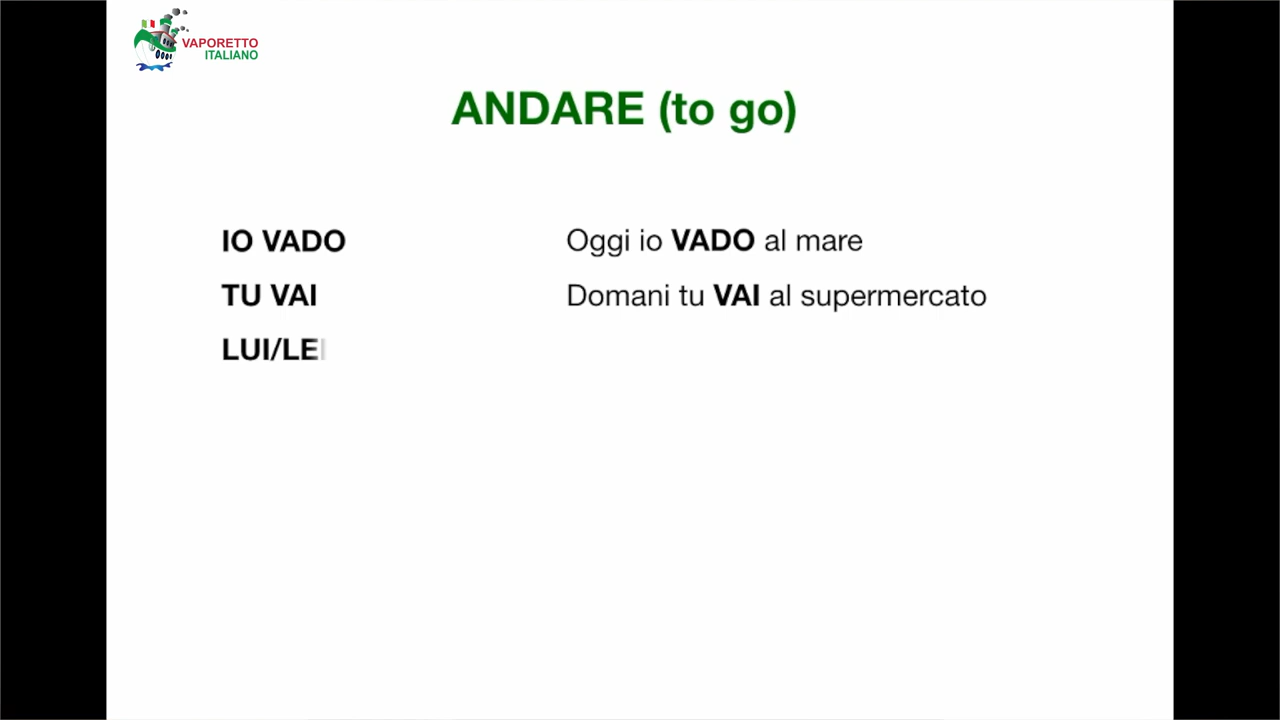 VAPORETTO
ITALIANO
ANDARE (to go)
IO VADO
Oggi io VADO al mare
TU VAI
Domani tu VAI al supermercato
LUI/LEI